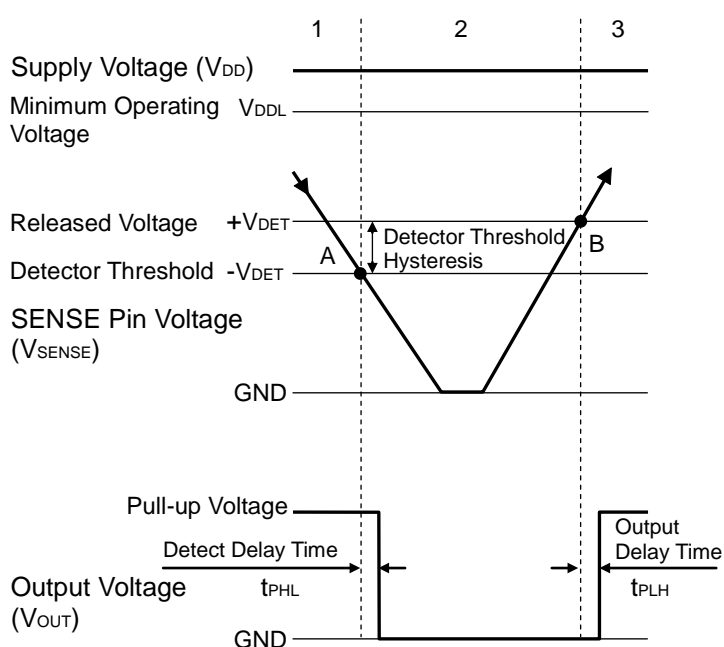 1 2 3
Supply Voltage (VDD)
Minimum Operating Voltage VDDL
Released Voltage +VDET
A
Detector Threshold Hysteresis
B
Detector Threshold -VDET
SENSE Pin Voltage
(VSENSE)
GND
Pull-up Voltage
Detect Delay Time
tPHL
Output
Delay Time
tPLH
Output Voltage
(VOUT)
GND